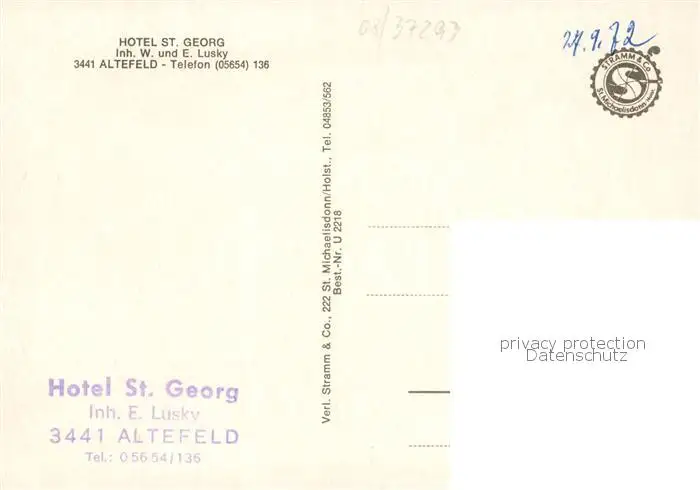 HOTEL ST. GEORG
Inh. W. und E. Lusky
3441 ALTEFELD - Telefon (05654) 136
27.9.72
STRAMM & Co
St. Michaelisdonn
Verl. Stramm & Co., 222 St. Michaelisdonn/Holst., Tel. 04853/562
Best.-Nr. U 2218
privacy protection
Datenschutz
Hotel St. Georg
Inh. E. Lusky
3441 ALTEFELD
Tel.: 05654/136